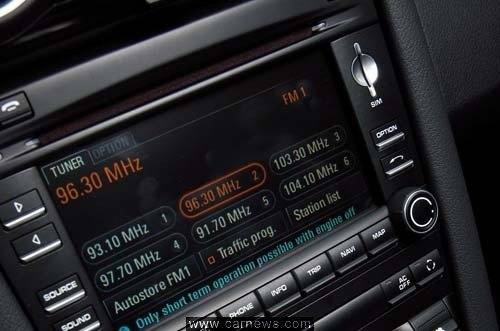 FM 1
TUNER OPTION
96.30 MHz
93.10 MHz 1
96.30 MHz 2
103.30 MHz 3
97.70 MHz 4
91.70 MHz 5
104.10 MHz 6
Autostore FM1
Traffic prog.
Station list
Only short term operation possible with engine off
SIM
OPTION
SOURCE
SOUND
PHONE
INFO
TRIP
NAVI
MAP
AC
OFF
www.carnews.com